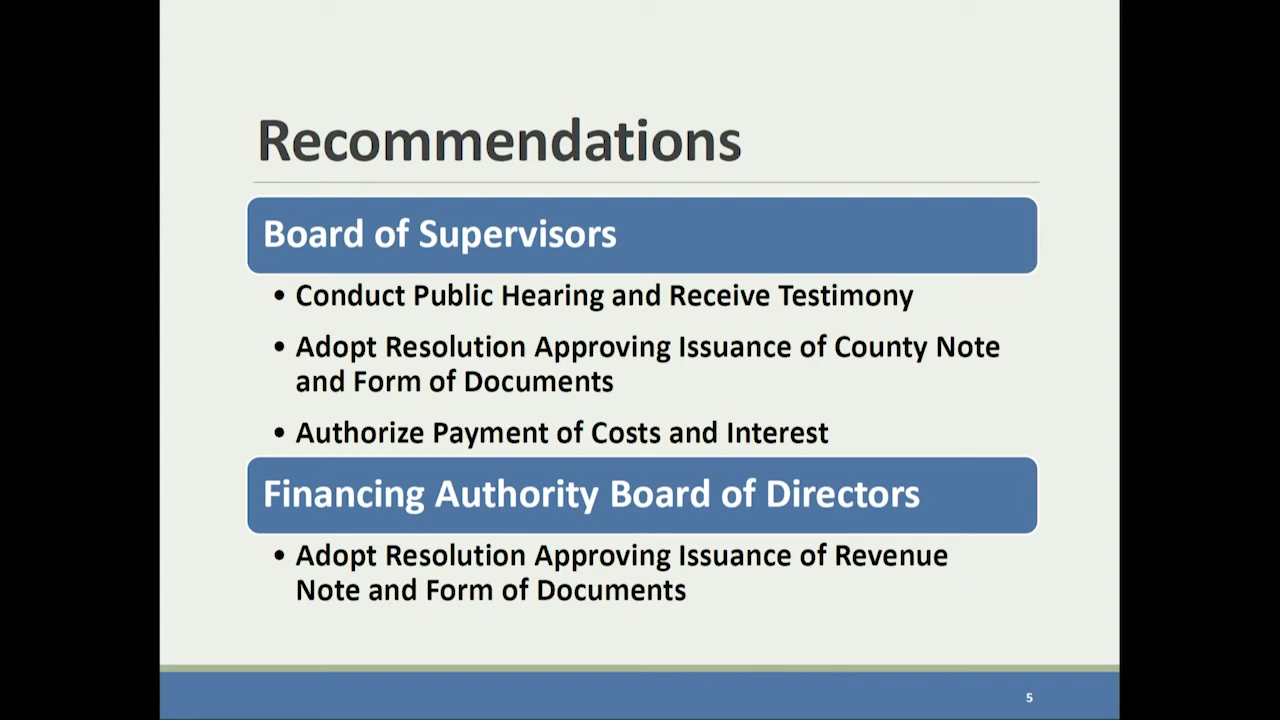 Recommendations
Board of Supervisors
• Conduct Public Hearing and Receive Testimony
• Adopt Resolution Approving Issuance of County Note
and Form of Documents
• Authorize Payment of Costs and Interest
Financing Authority Board of Directors
• Adopt Resolution Approving Issuance of Revenue
Note and Form of Documents
5